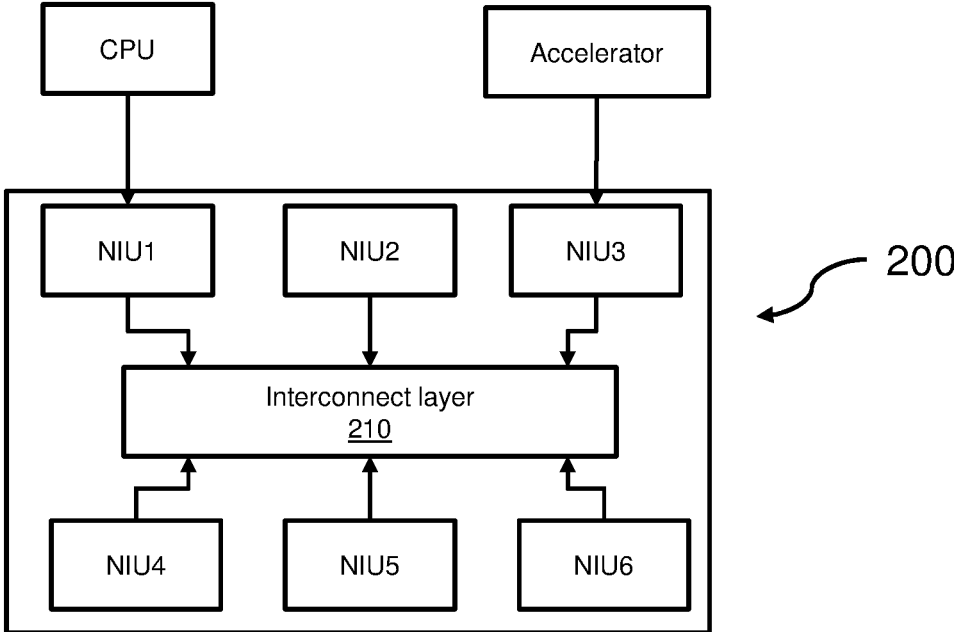 CPU
Accelerator
NIU1
NIU2
NIU3
200
Interconnect layer
210
NIU4
NIU5
NIU6